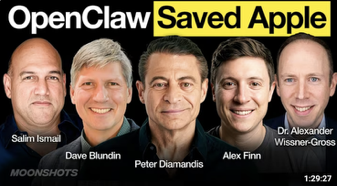 OpenClaw Saved Apple
Salim Ismail
Dave Blundin
Peter Diamandis
Alex Finn
Dr. Alexander
Wissner-Gross
MOONSHOTS
1:29:27